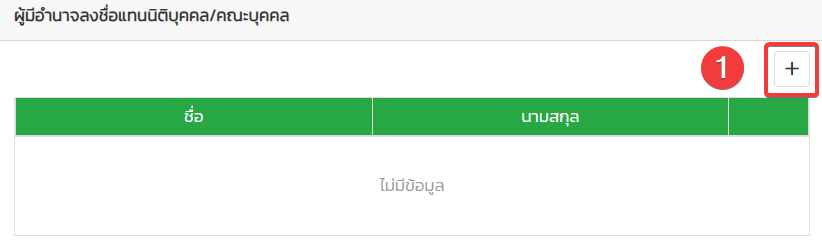 ผู้มีอำนาจลงชื่อแทนนิติบุคคล/คณะบุคคล
1 +
ชื่อ นามสกุล
ไม่มีข้อมูล